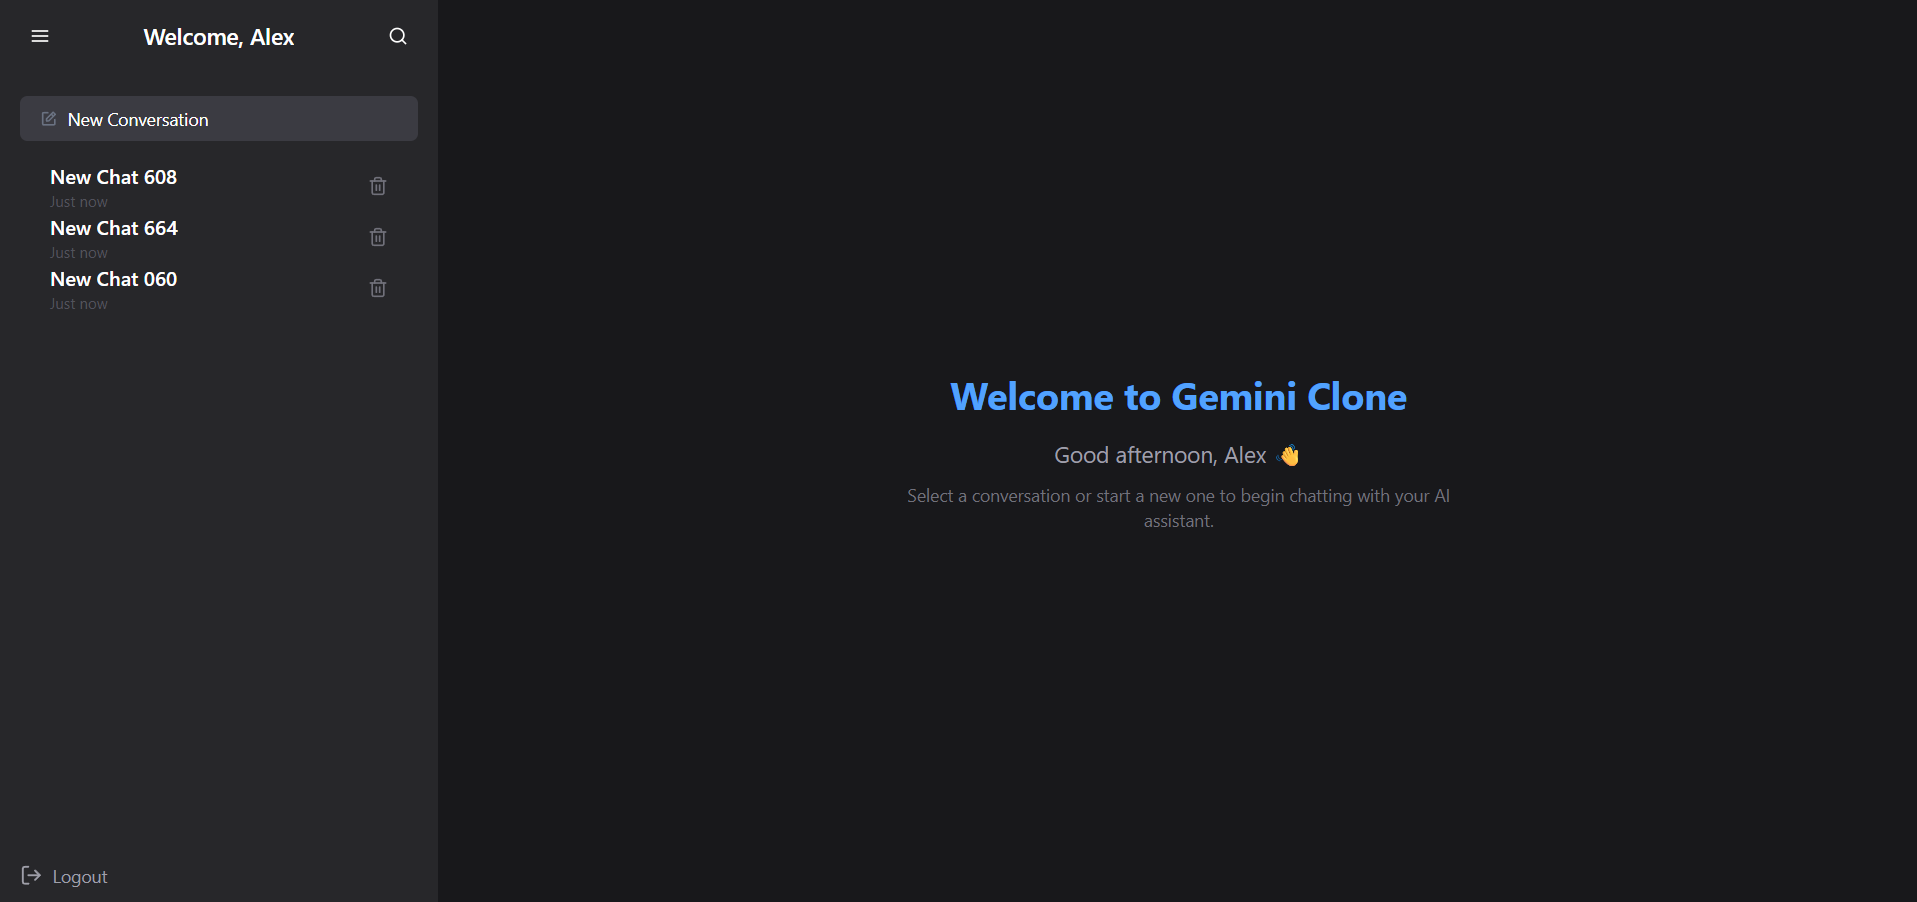 Welcome, Alex
New Conversation
New Chat 608
Just now
New Chat 664
Just now
New Chat 060
Just now
Logout
Welcome to Gemini Clone
Good afternoon, Alex 👋
Select a conversation or start a new one to begin chatting with your AI
assistant.